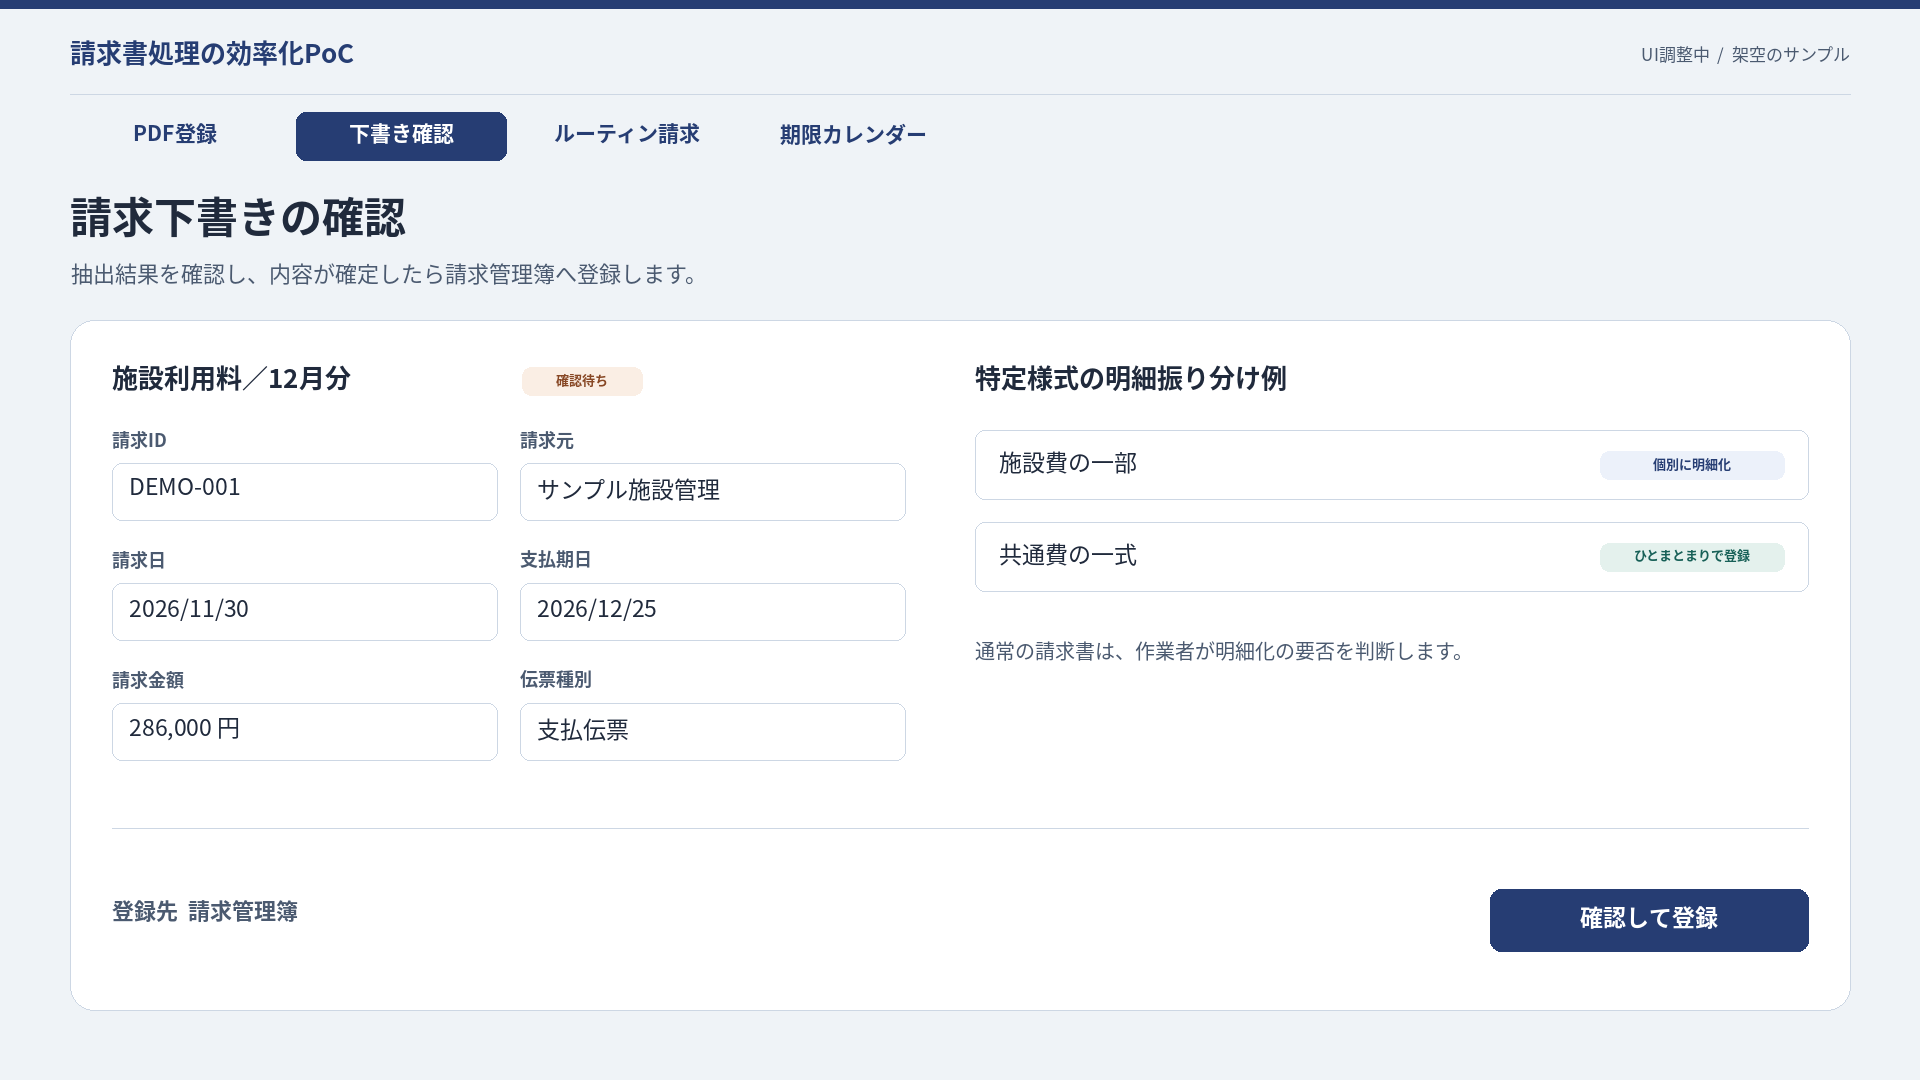 請求書処理の効率化PoC
UI調整中 / 架空のサンプル
PDF登録
下書き確認
ルーティン請求
期限カレンダー
請求下書きの確認
抽出結果を確認し、内容が確定したら請求管理簿へ登録します。
施設利用料／12月分
確認待ち
請求ID
請求元
DEMO-001
サンプル施設管理
請求日
支払期日
2026/11/30
2026/12/25
請求金額
伝票種別
286,000 円
支払伝票
特定様式の明細振り分け例
施設費の一部
個別に明細化
共通費の一式
ひとまとまりで登録
通常の請求書は、作業者が明細化の要否を判断します。
登録先 請求管理簿
確認して登録